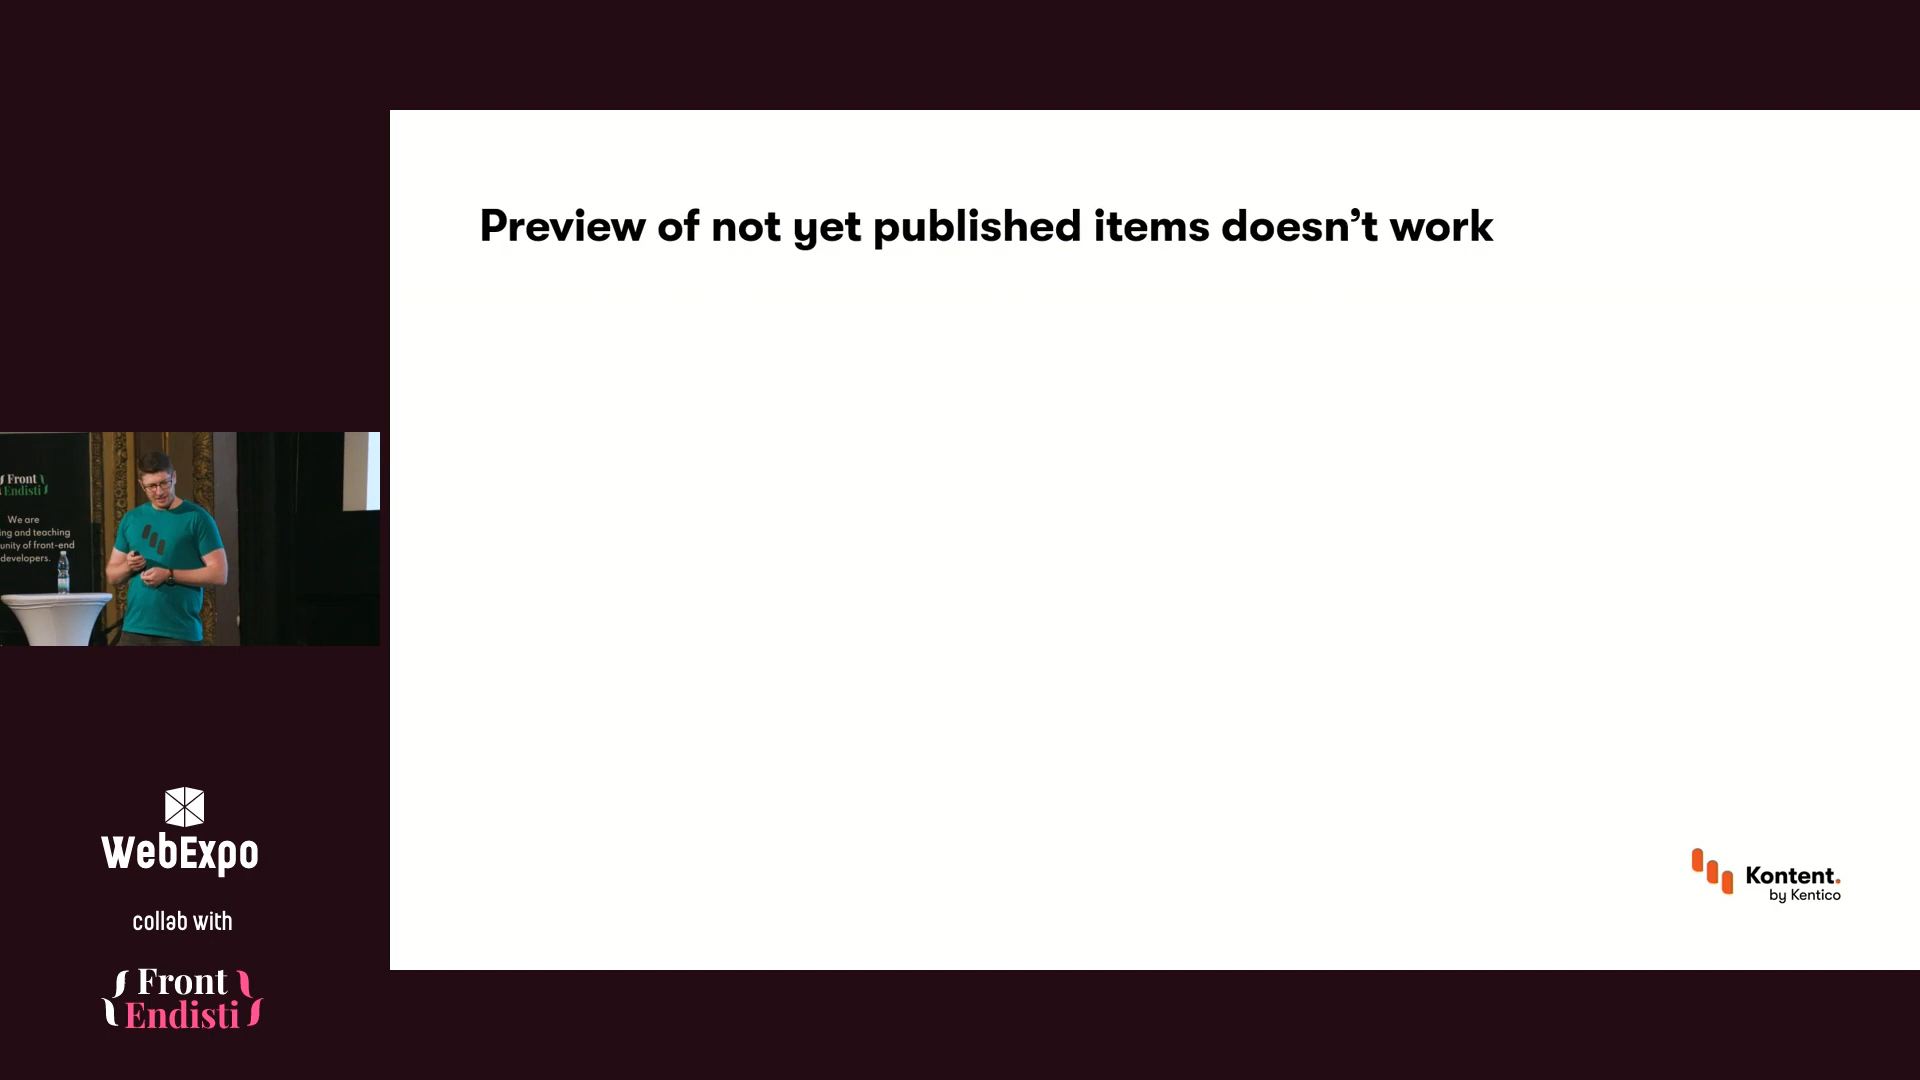 Preview of not yet published items doesn't work
Front
Endisti
We are
ing and teaching
unity of front-end
developers.
WebExpo
collab with
Front
Endisti
Kontent.
by Kentico